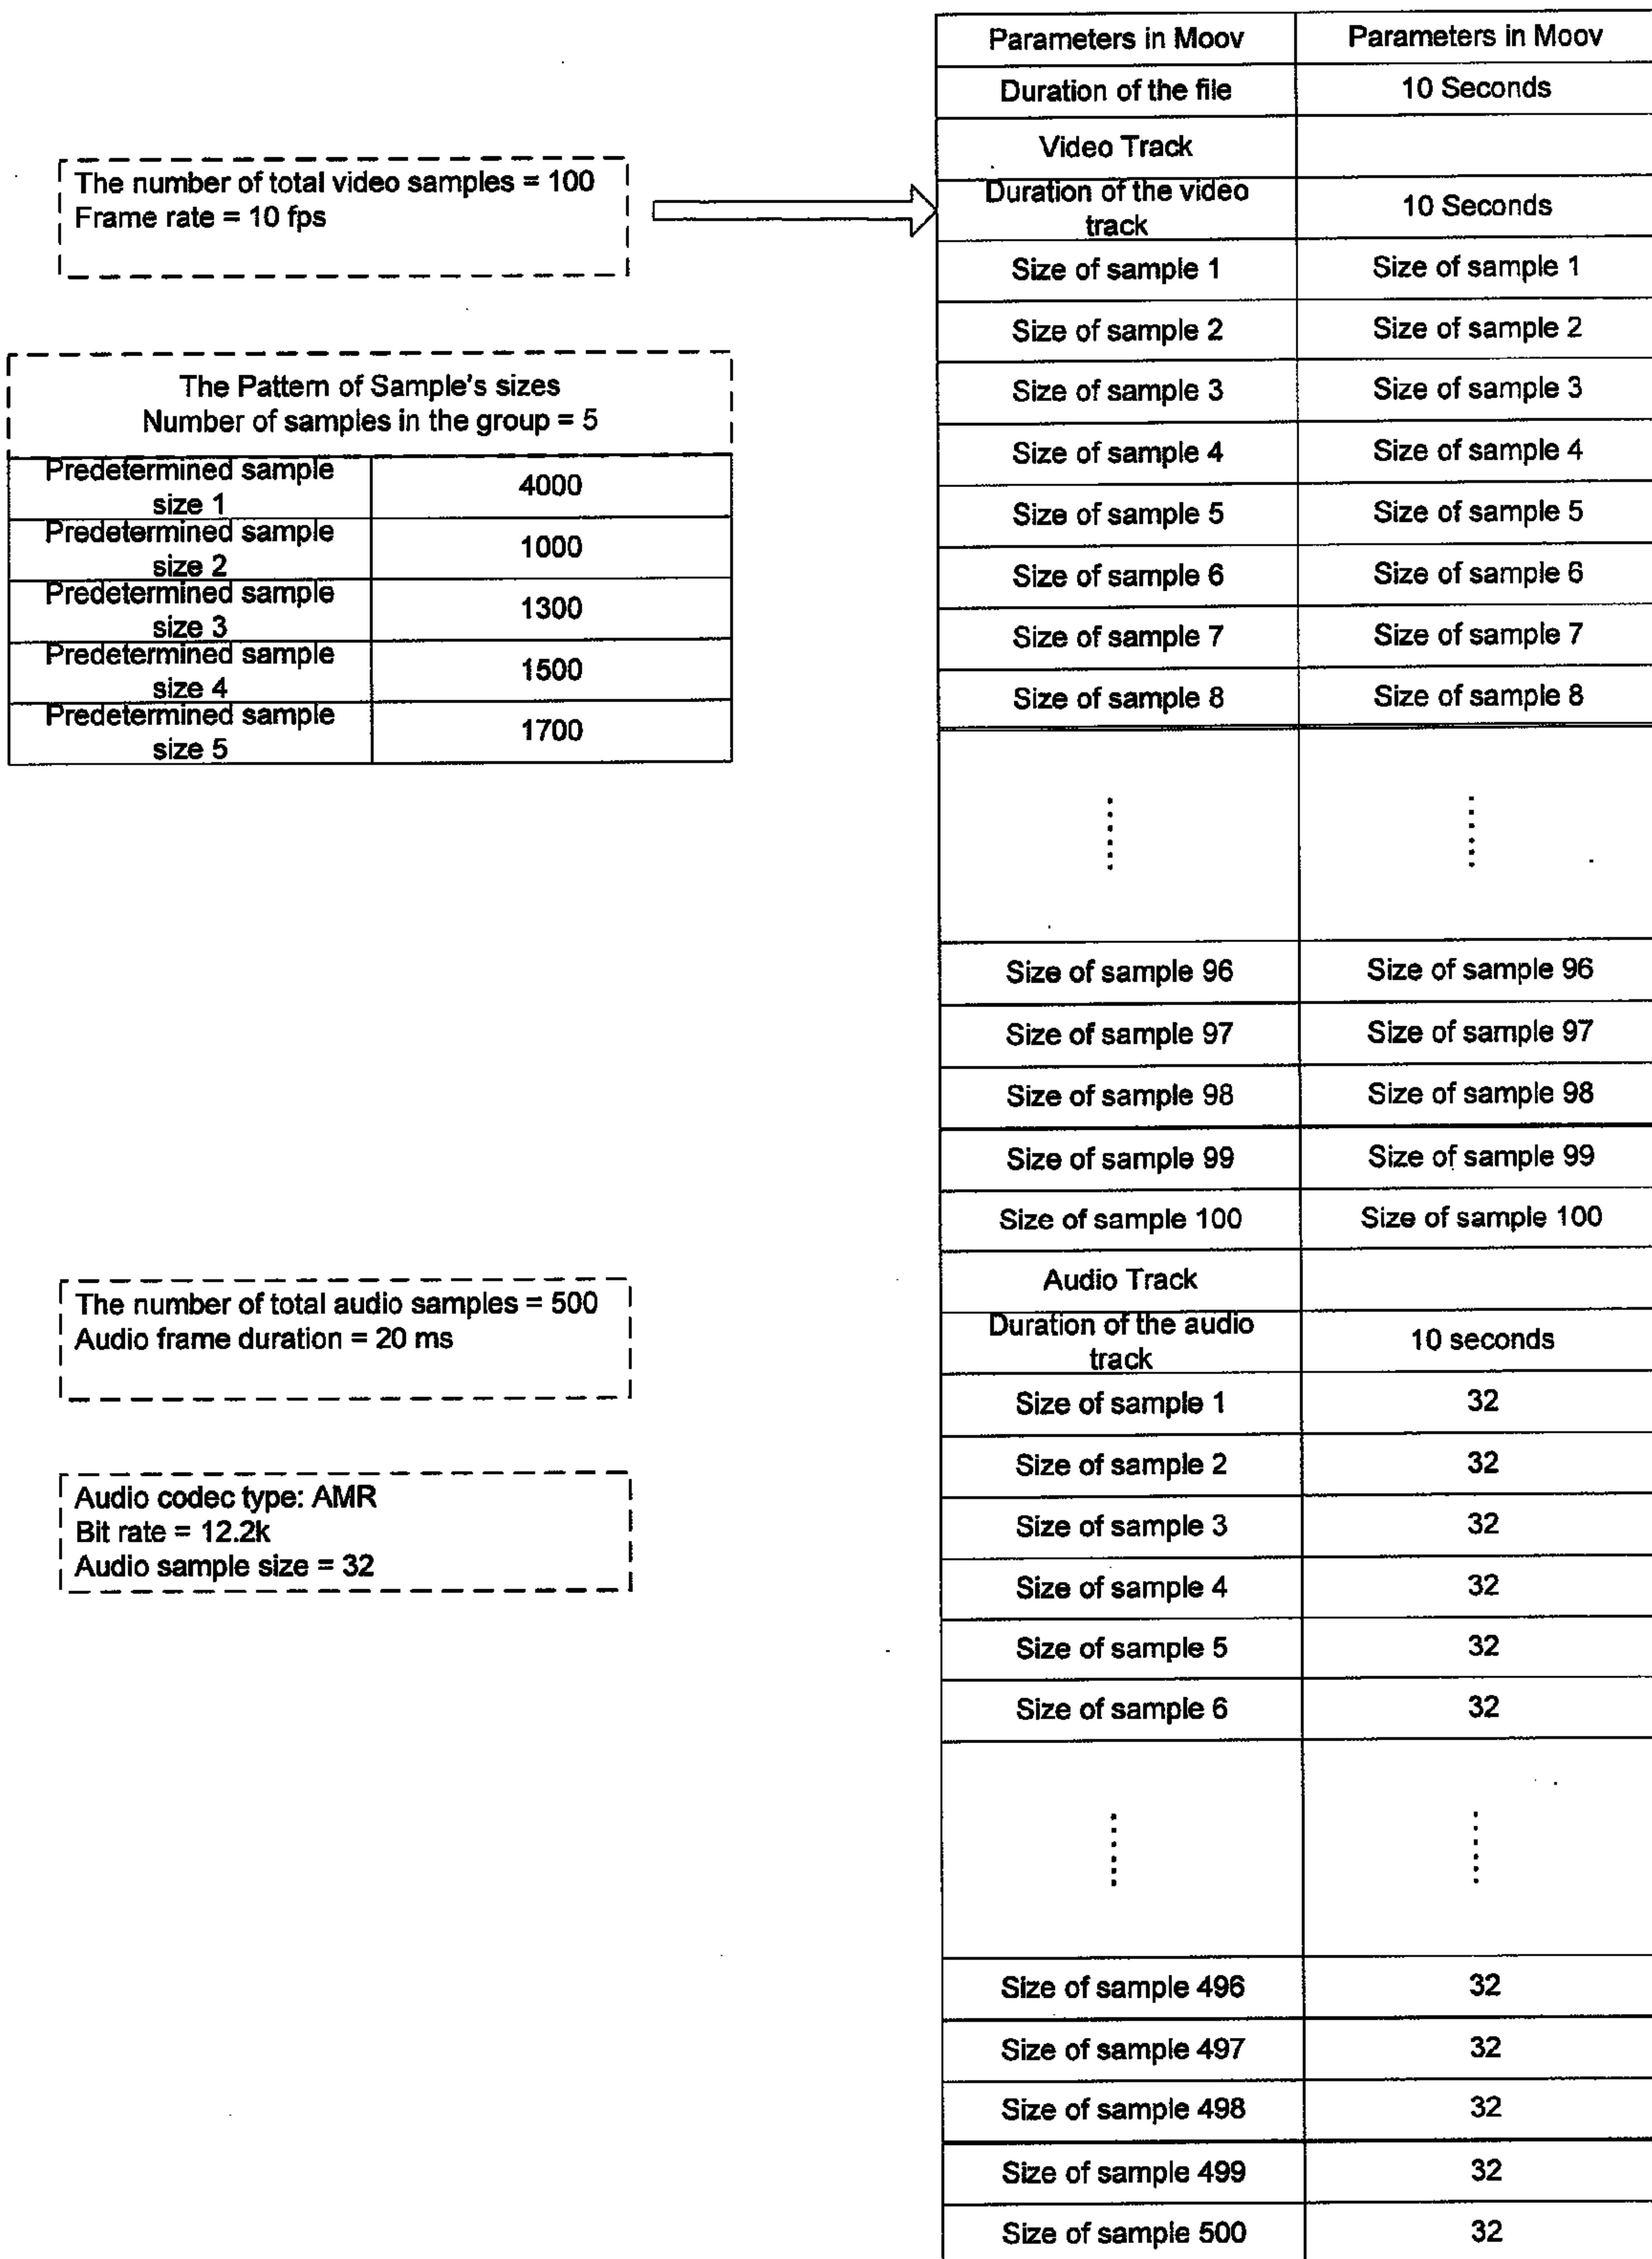 Parameters in Moov Parameters in Moov
Duration of the file 10 Seconds
Video Track
The number of total video samples = 100
Frame rate = 10 fps
Duration of the video
track
10 Seconds
Size of sample 1 Size of sample 1
Size of sample 2 Size of sample 2
Size of sample 3 Size of sample 3
Size of sample 4 Size of sample 4
Size of sample 5 Size of sample 5
Size of sample 6 Size of sample 6
Size of sample 7 Size of sample 7
Size of sample 8 Size of sample 8
The Pattern of Sample's sizes
Number of samples in the group = 5
Predetermined sample
size 1
4000
Predetermined sample
size 2
1000
Predetermined sample
size 3
1300
Predetermined sample
size 4
1500
Predetermined sample
size 5
1700
Size of sample 96 Size of sample 96
Size of sample 97 Size of sample 97
Size of sample 98 Size of sample 98
Size of sample 99 Size of sample 99
Size of sample 100 Size of sample 100
Audio Track
The number of total audio samples = 500
Audio frame duration = 20 ms
Duration of the audio
track
10 seconds
Size of sample 1 32
Size of sample 2 32
Size of sample 3 32
Size of sample 4 32
Size of sample 5 32
Size of sample 6 32
Audio codec type: AMR
Bit rate = 12.2k
Audio sample size = 32
Size of sample 496 32
Size of sample 497 32
Size of sample 498 32
Size of sample 499 32
Size of sample 500 32